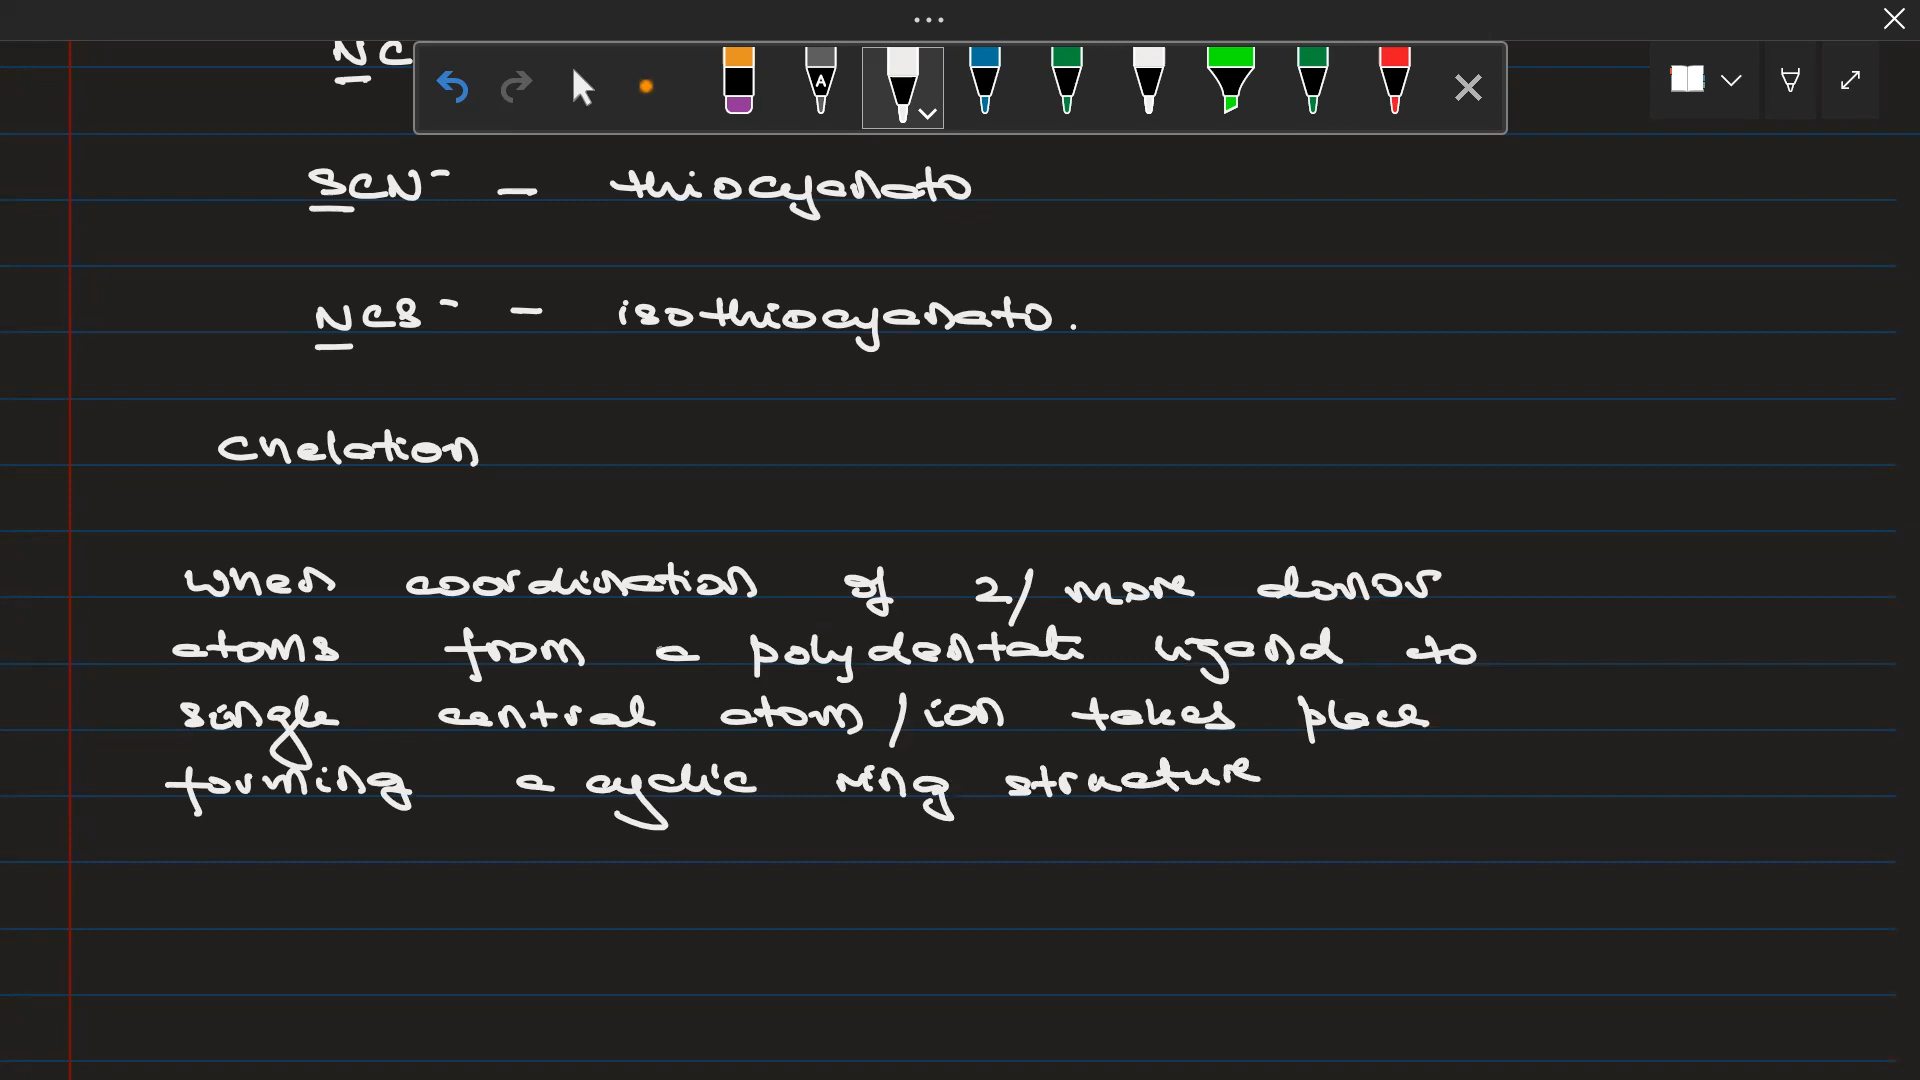 NC
SCN⁻ – thiocyanato
NCS⁻ – isothiocyanato.
Chelation
when coordination of 2/more donor
atoms from a polydentate ligand to
single central atom/ion takes place
forming a cyclic ring structure